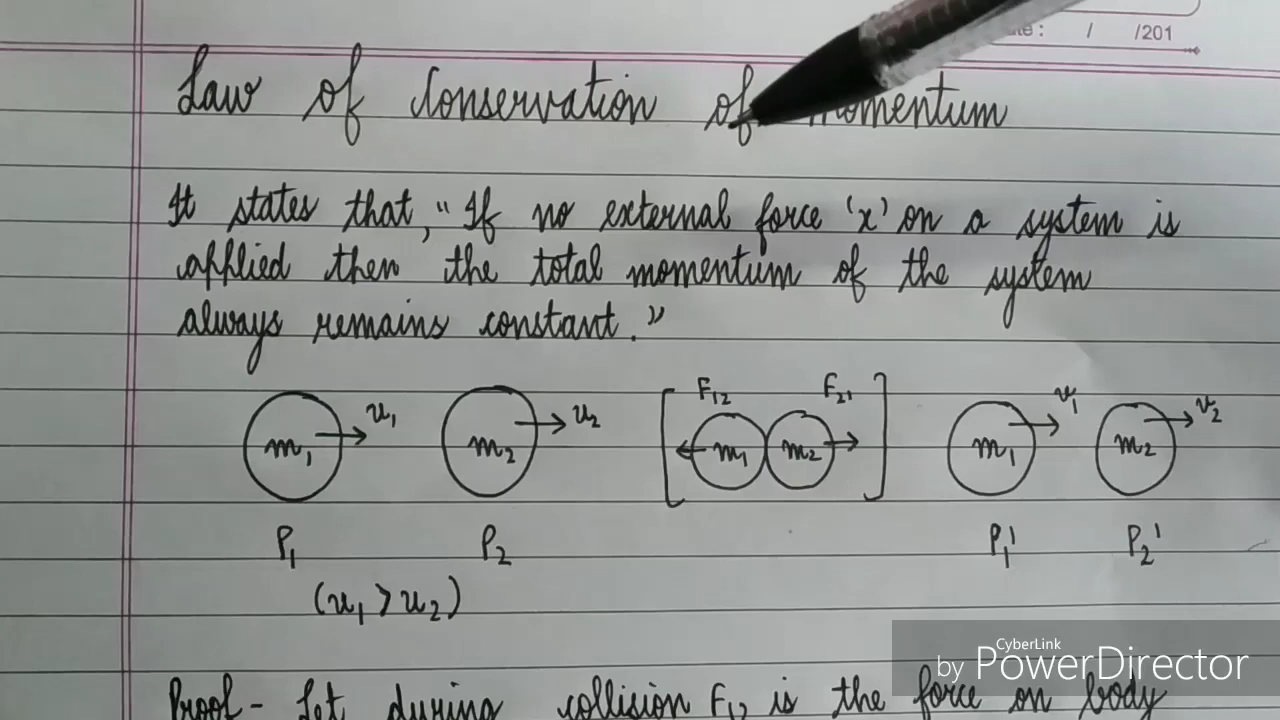 / /201
Law of Conservation of momentum
It states that, "If no external force 'x' on a system is
applied then the total momentum of the system
always remains constant."
F₁₂ F₂₁
m₁ u₁ m₂ u₂ m₁ m₂ m₁ v₁ m₂ v₂
P₁ P₂ P₁' P₂'
(u₁ > u₂)
CyberLink
by PowerDirector
Proof - Let during collision F₁₂ is the force on body